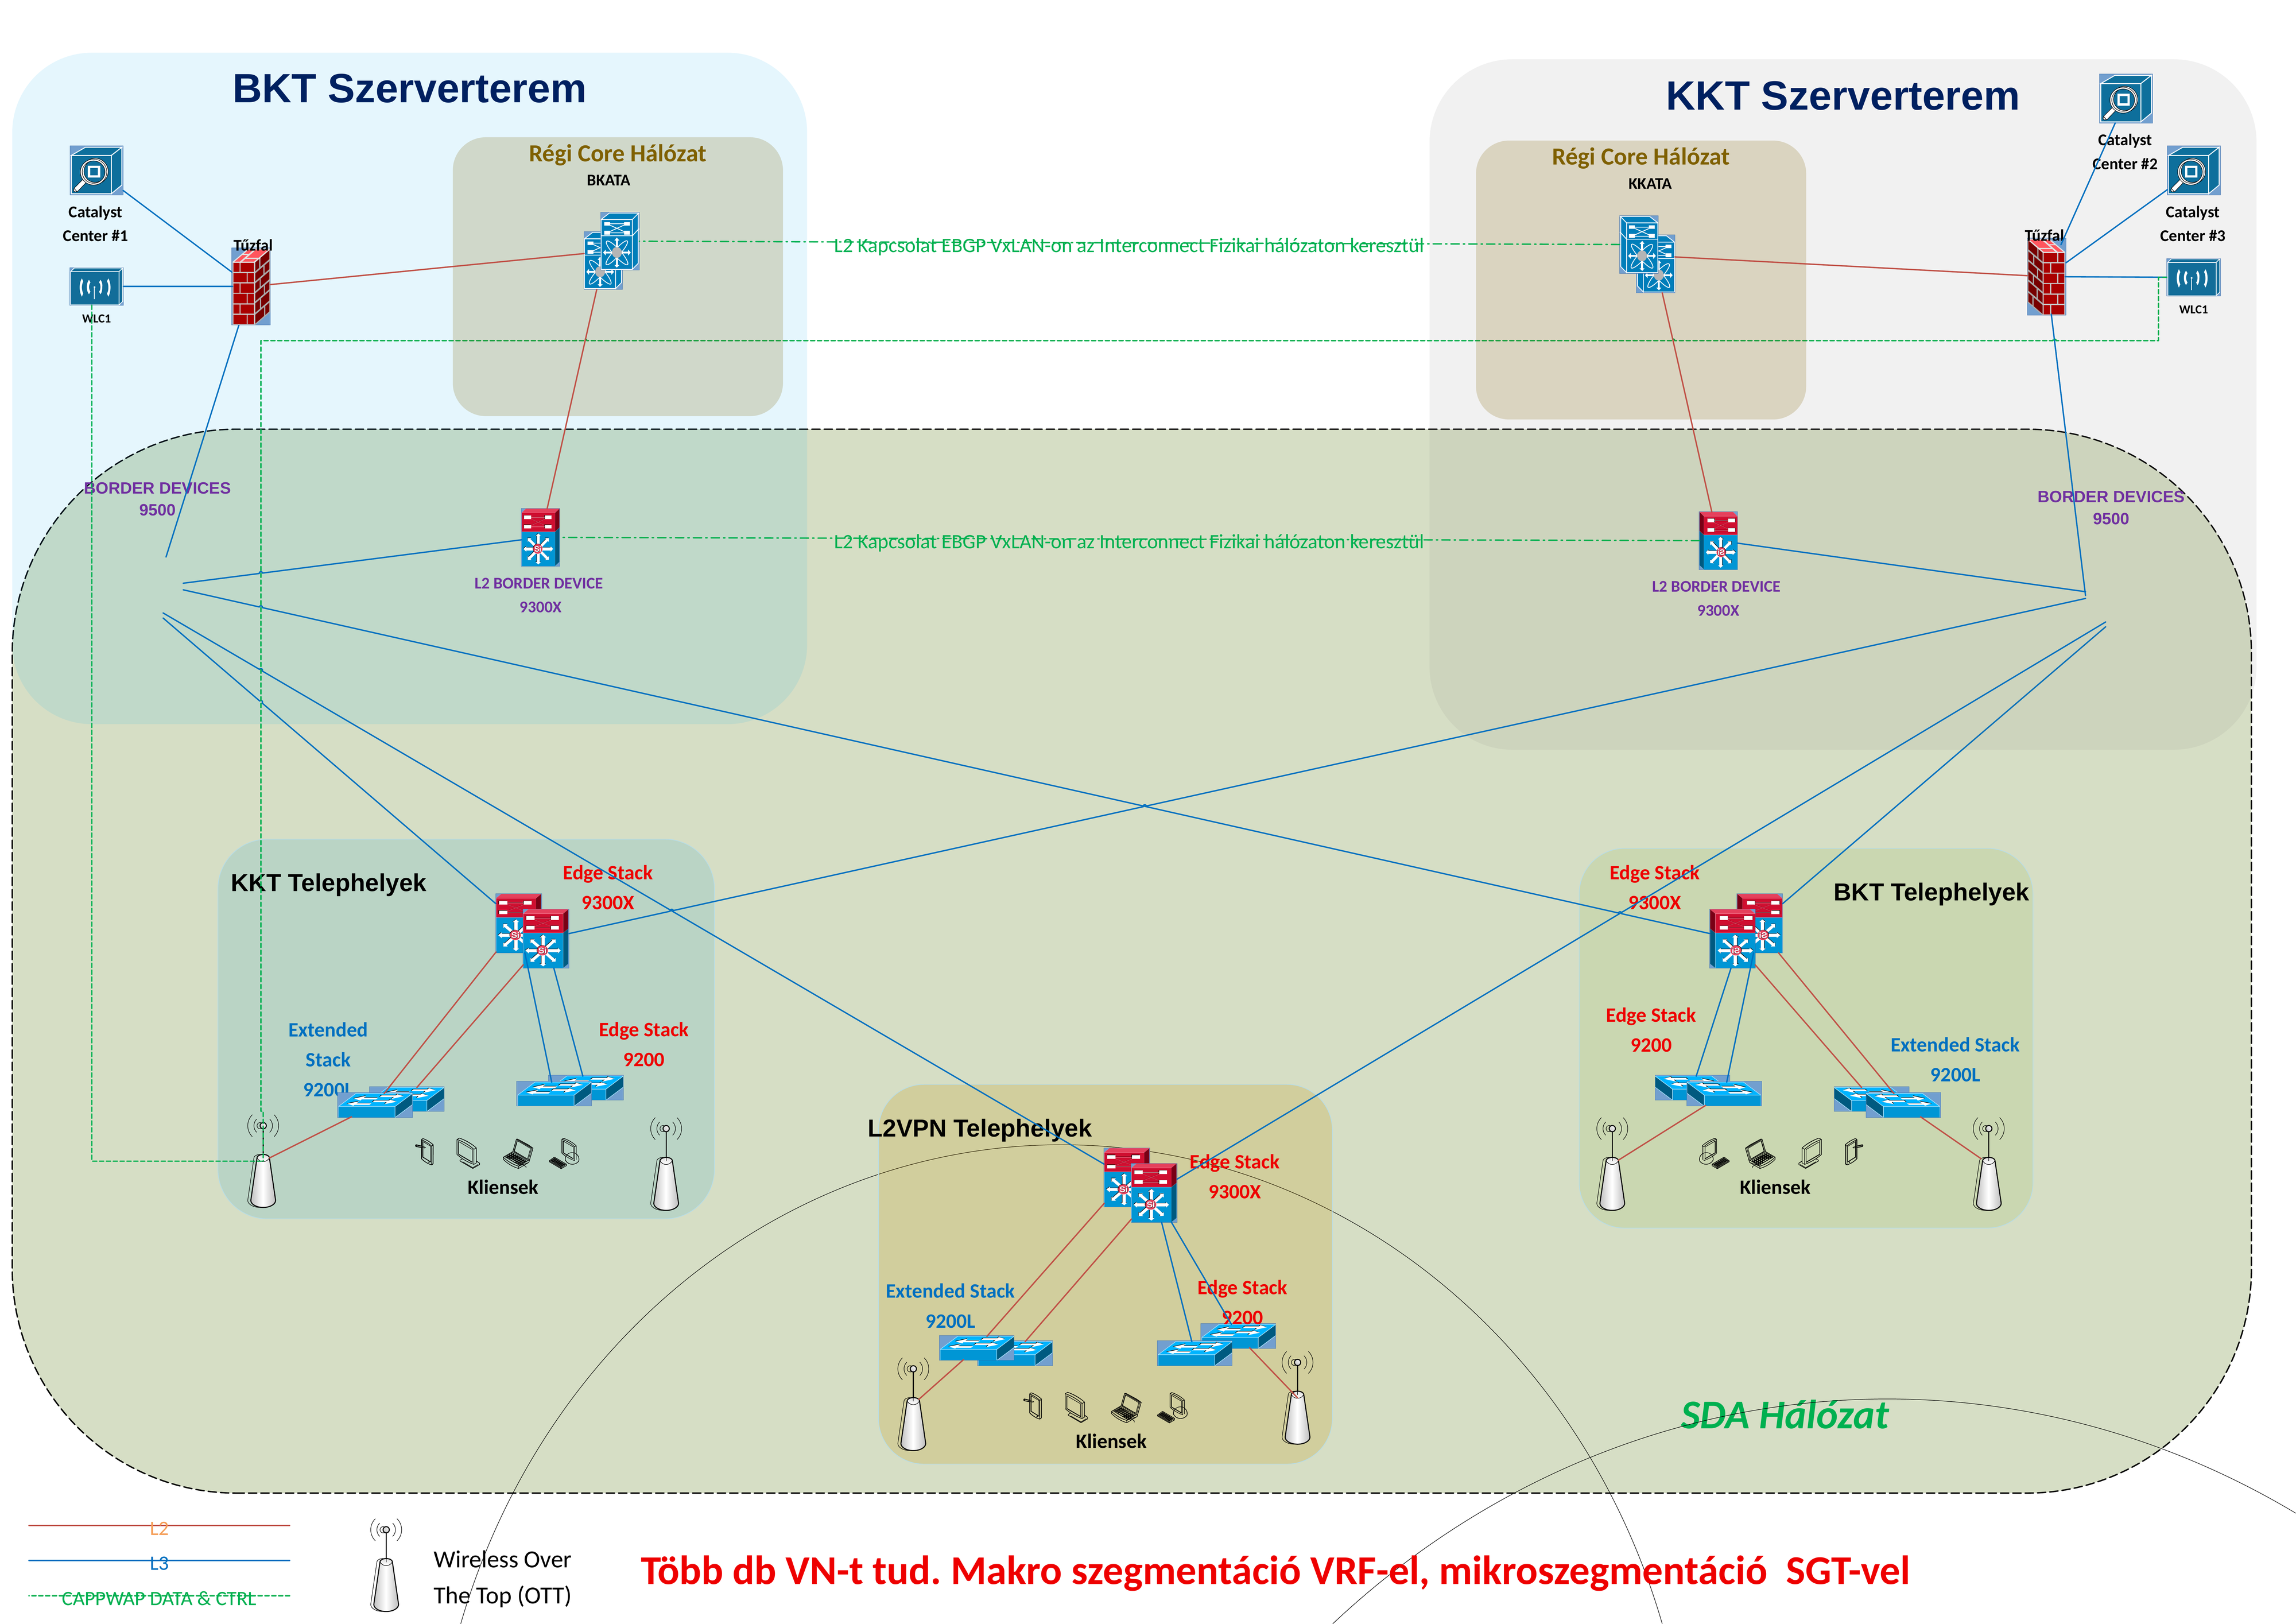 BKT Szerverterem
KKT Szerverterem
Régi Core Hálózat
BKATA
Régi Core Hálózat
KKATA
Catalyst
Center #1
Catalyst
Center #2
Catalyst
Center #3
Tűzfal
Tűzfal
WLC1
WLC1
L2 Kapcsolat EBGP VxLAN-on az Interconnect Fizikai hálózaton keresztül
BORDER DEVICES
9500
BORDER DEVICES
9500
L2 Kapcsolat EBGP VxLAN-on az Interconnect Fizikai hálózaton keresztül
L2 BORDER DEVICE
9300X
L2 BORDER DEVICE
9300X
KKT Telephelyek
Edge Stack
9300X
Extended
Stack
9200L
Edge Stack
9200
Kliensek
Edge Stack
9300X
BKT Telephelyek
Edge Stack
9200
Extended Stack
9200L
Kliensek
L2VPN Telephelyek
Edge Stack
9300X
Extended Stack
9200L
Edge Stack
9200
Kliensek
SDA Hálózat
L2
L3
CAPPWAP DATA & CTRL
Wireless Over
The Top (OTT)
Több db VN-t tud. Makro szegmentáció VRF-el, mikroszegmentáció  SGT-vel